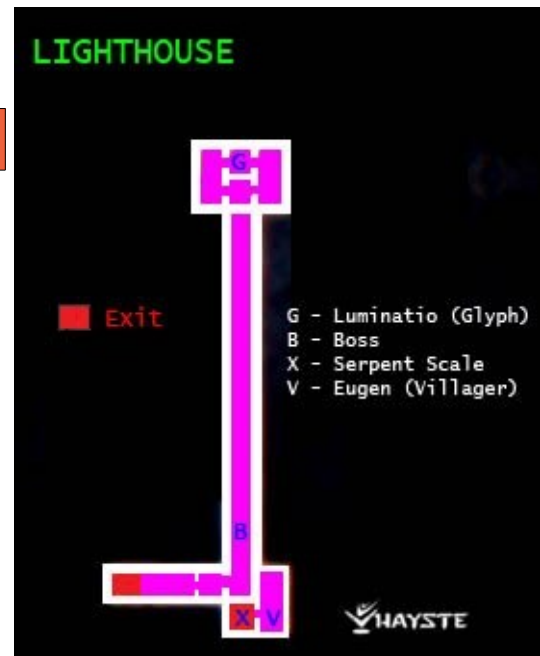 LIGHTHOUSE
G
Exit
G - Luminatio (Glyph)
B - Boss
X - Serpent Scale
V - Eugen (Villager)
B
X V
HAYSTE